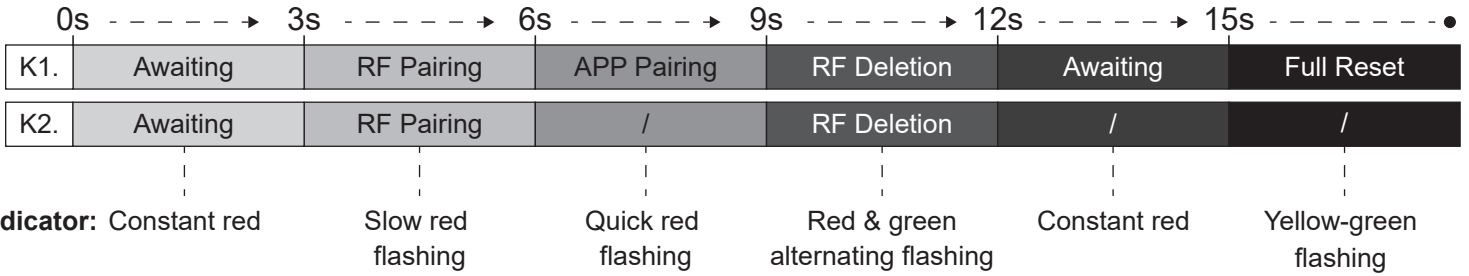 0s 3s 6s 9s 12s 15s
K1. Awaiting RF Pairing APP Pairing RF Deletion Awaiting Full Reset
K2. Awaiting RF Pairing / RF Deletion / /
dicator: Constant red Slow red Quick red Red & green Constant red Yellow-green
flashing flashing alternating flashing flashing